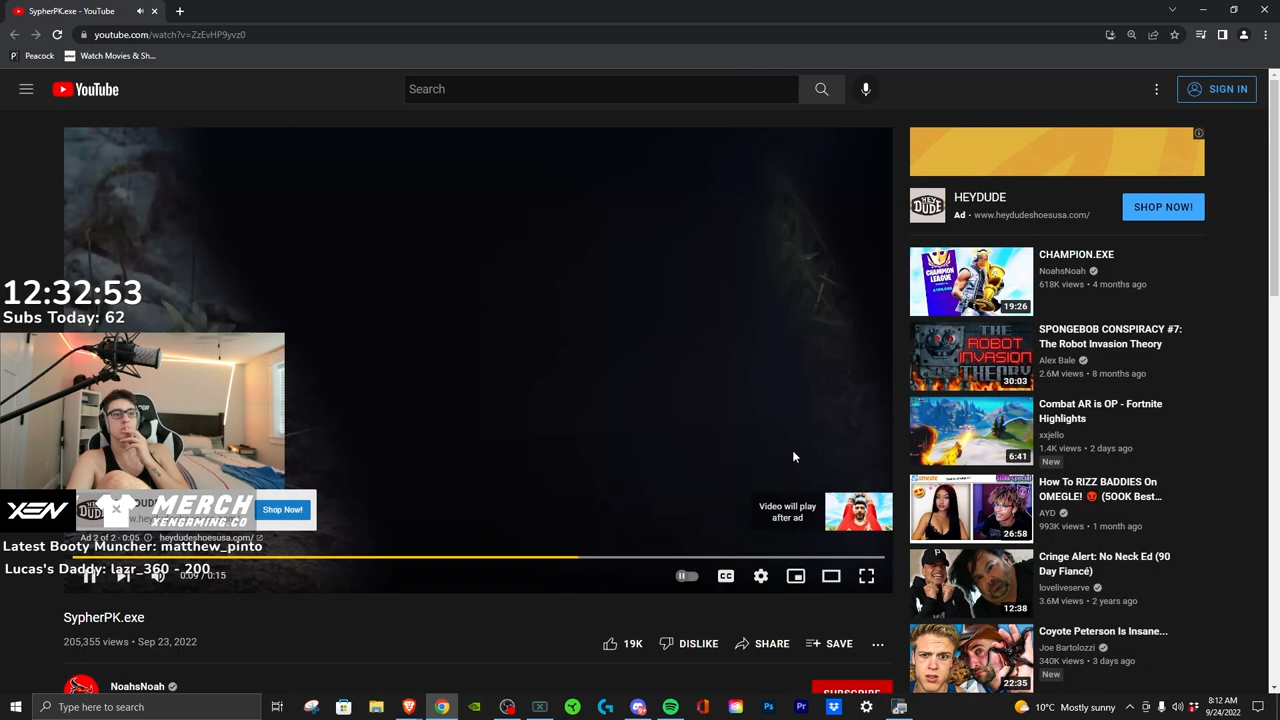 SypherPK.exe - YouTube
youtube.com/watch?v=ZzEvHP9yvz0
Peacock
Watch Movies & Sh...
YouTube
Search
SIGN IN
HEYDUDE
Ad · www.heydudeshoesusa.com/
SHOP NOW!
CHAMPION LEAGUE
19:26
CHAMPION.EXE
NoahsNoah
618K views · 4 months ago
THE ROBOT INVASION THEORY
30:03
SPONGEBOB CONSPIRACY #7:
The Robot Invasion Theory
Alex Bale
2.6M views · 8 months ago
6:41
Combat AR is OP - Fortnite
Highlights
xxjello
1.4K views · 2 days ago
New
26:58
How To RIZZ BADDIES On
OMEGLE! 😈 (5OOK Best...
AYD
993K views · 1 month ago
12:38
Cringe Alert: No Neck Ed (90
Day Fiancé)
loveliveserve
3.6M views · 2 years ago
22:35
Coyote Peterson Is Insane...
Joe Bartolozzi
340K views · 3 days ago
New
12:32:53
Subs Today: 62
XEN
MERCH
XENGAMING.CO
Shop Now!
Ad 2 of 2 · 0:05
heydudeshoesusa.com/
Latest Booty Muncher: matthew_pinto
Lucas's Daddy: lazr_360 - 200
0:09 / 0:15
Video will play
after ad
SypherPK.exe
205,355 views · Sep 23, 2022
19K
DISLIKE
SHARE
SAVE
NoahsNoah
SUBSCRIBE
Type here to search
10°C Mostly sunny
8:12 AM
9/24/2022